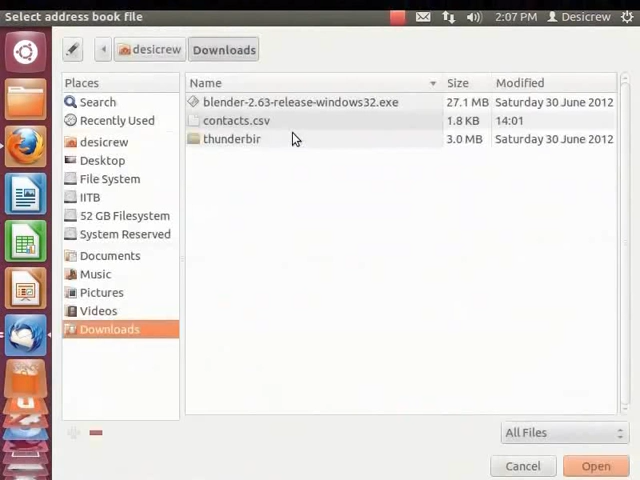 Select address book file
2:07 PM
Desicrew
desicrew
Downloads
Places
Name
Size
Modified
Search
Recently Used
desicrew
Desktop
File System
IITB
52 GB Filesystem
System Reserved
Documents
Music
Pictures
Videos
Downloads
blender-2.63-release-windows32.exe 27.1 MB Saturday 30 June 2012
contacts.csv 1.8 KB 14:01
thunderbir 3.0 MB Saturday 30 June 2012
All Files
Cancel
Open